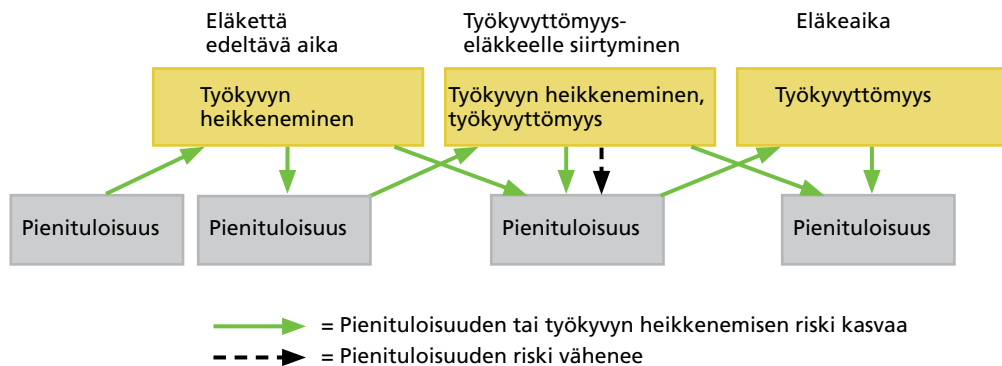 Eläkettä
edeltävä aika
Työkyvyttömyys-
eläkkeelle siirtyminen
Eläkeaika
Työkyvyn
heikkeneminen
Työkyvyn heikkeneminen,
työkyvyttömyys
Työkyvyttömyys
Pienituloisuus
Pienituloisuus
Pienituloisuus
Pienituloisuus
= Pienituloisuuden tai työkyvyn heikkenemisen riski kasvaa
= Pienituloisuuden riski vähenee